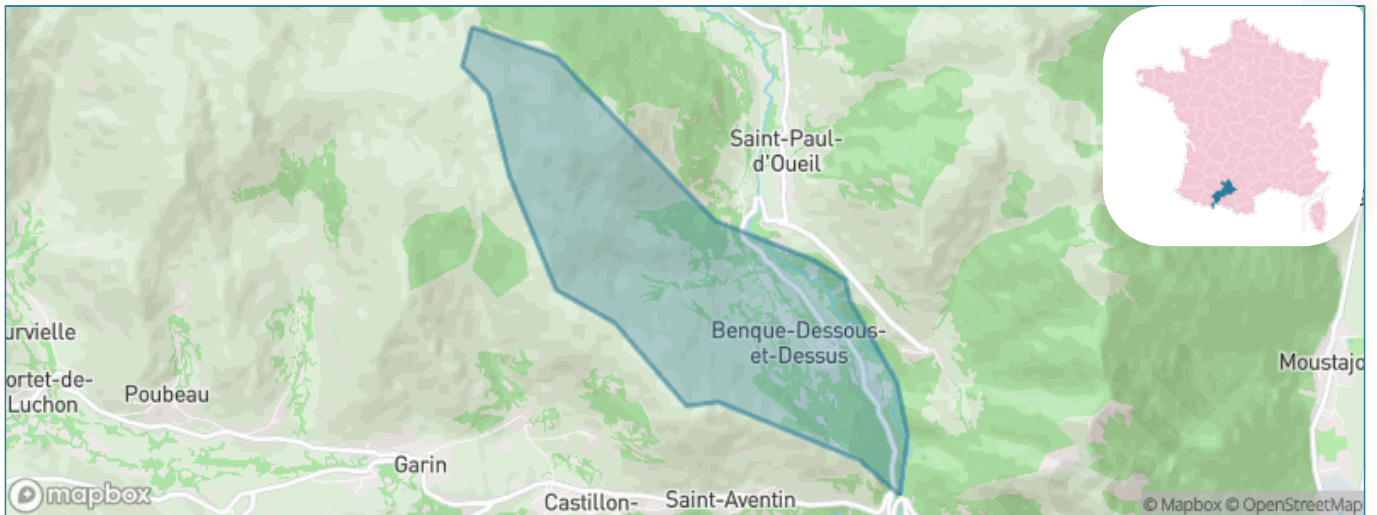 Saint-Paul-
d'Oueil
Benque-Dessous-
et-Dessus
urvielle
ortet-de-
Luchon
Poubeau
Moustajo
Garin
Castillon-
Saint-Aventin
mapbox
© Mapbox © OpenStreetMap